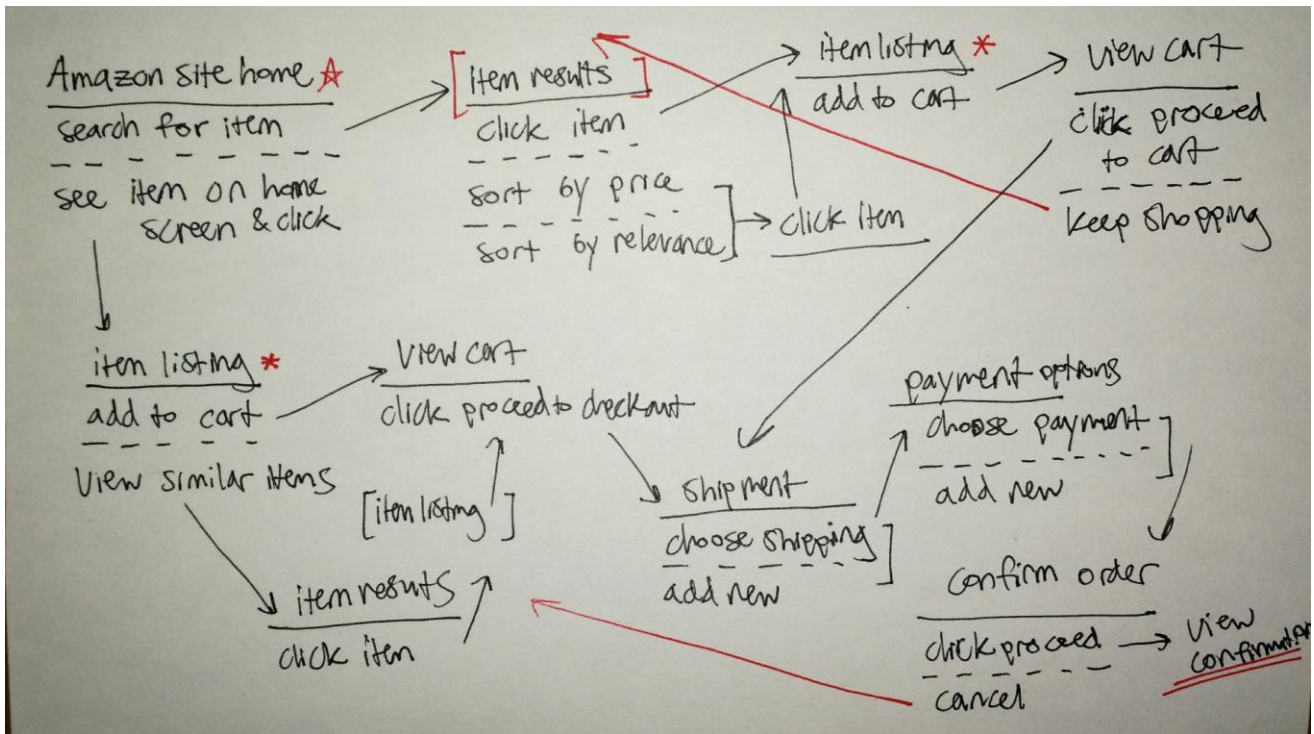 Amazon site home
search for item
see item on home
screen & click
[item results]
click item
sort by price
sort by relevance
click item
item listing *
add to cart
view cart
click proceed
to cart
keep shopping
item listing *
add to cart
view similar items
view cart
click proceed to checkout
[item listing]
item results
click item
shipment
choose shipping
add new
payment options
choose payment
add new
confirm order
click proceed
cancel
view